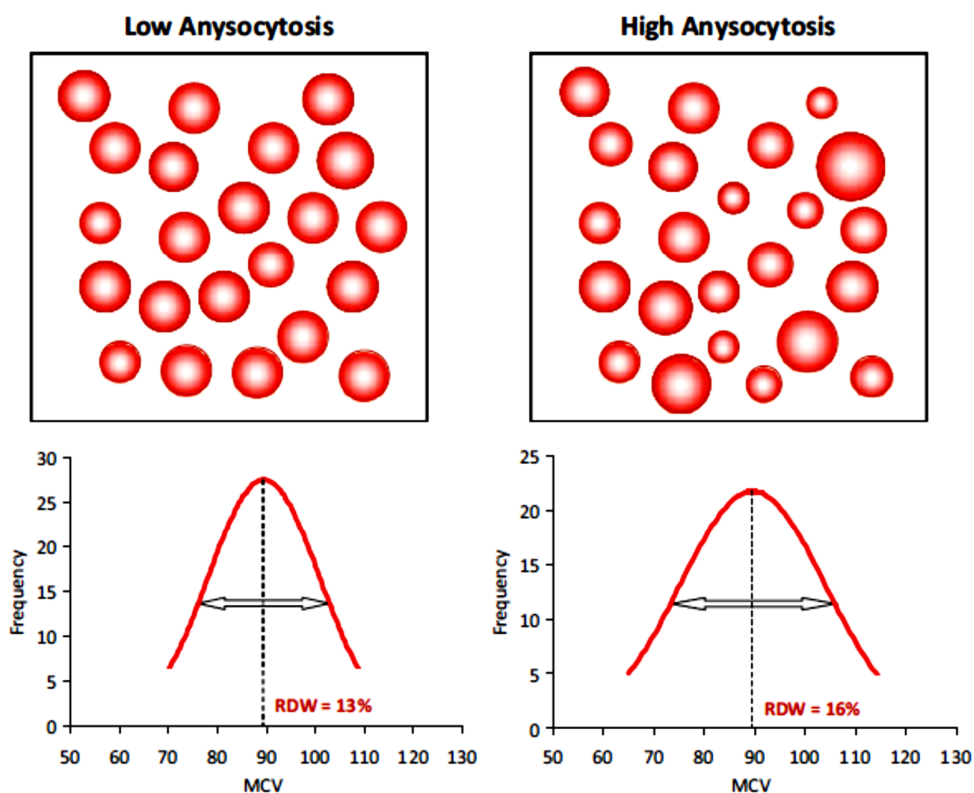 Low Anysocytosis
High Anysocytosis
30
25
20
15
10
5
0
Frequency
RDW = 13%
50 60 70 80 90 100 110 120 130
MCV
25
20
15
10
5
0
Frequency
RDW = 16%
50 60 70 80 90 100 110 120 130
MCV